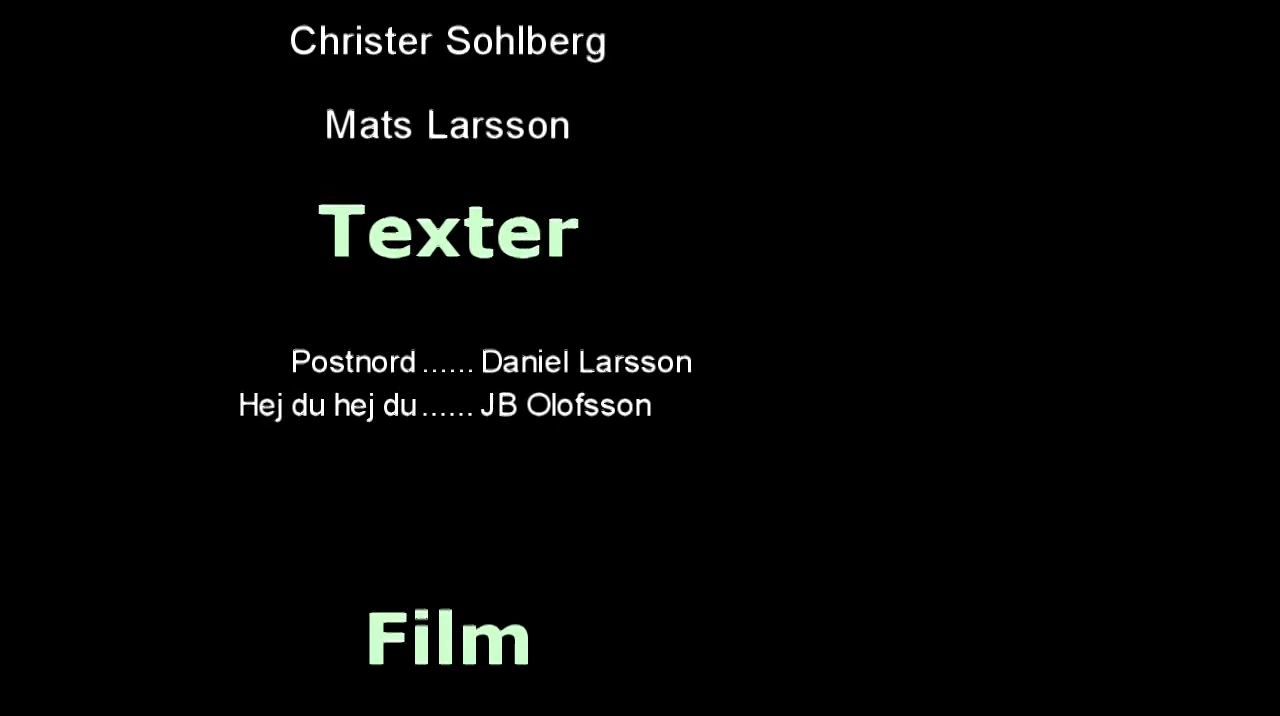 Christer Sohlberg
Mats Larsson
Texter
Postnord ...... Daniel Larsson
Hej du hej du ...... JB Olofsson
Film